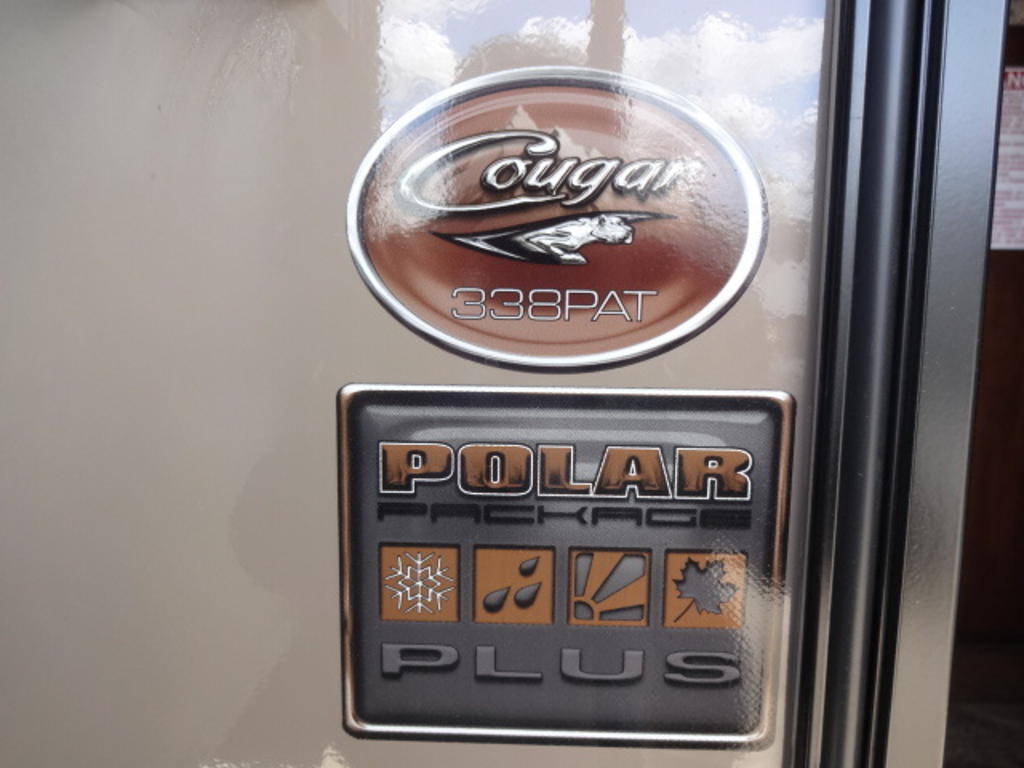 Cougar
338PAT
POLAR
PACKAGE
PLUS